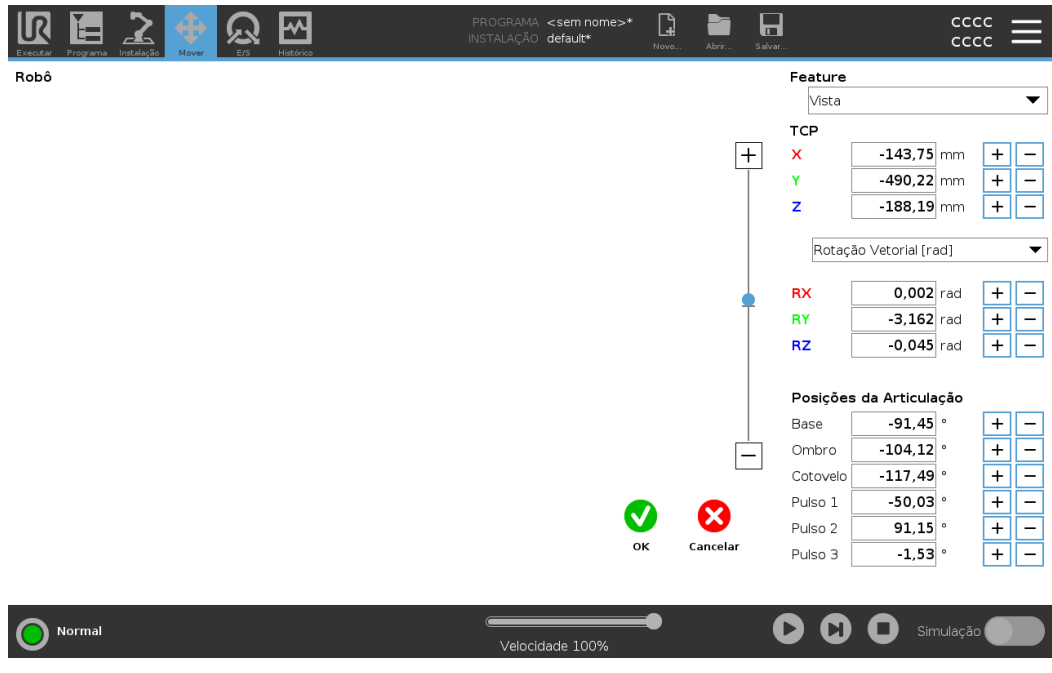 Executar Programa Instalação Mover E/S Histórico
PROGRAMA <sem nome>*
INSTALAÇÃO default*
Novo... Abrir... Salvar...
cccc
cccc
Robô
Feature
Vista
TCP
X -143,75 mm + −
Y -490,22 mm + −
Z -188,19 mm + −
Rotação Vetorial [rad]
RX 0,002 rad + −
RY -3,162 rad + −
RZ -0,045 rad + −
Posições da Articulação
Base -91,45 ° + −
Ombro -104,12 ° + −
Cotovelo -117,49 ° + −
Pulso 1 -50,03 ° + −
Pulso 2 91,15 ° + −
Pulso 3 -1,53 ° + −
+
−
OK Cancelar
Normal
Velocidade 100%
Simulação